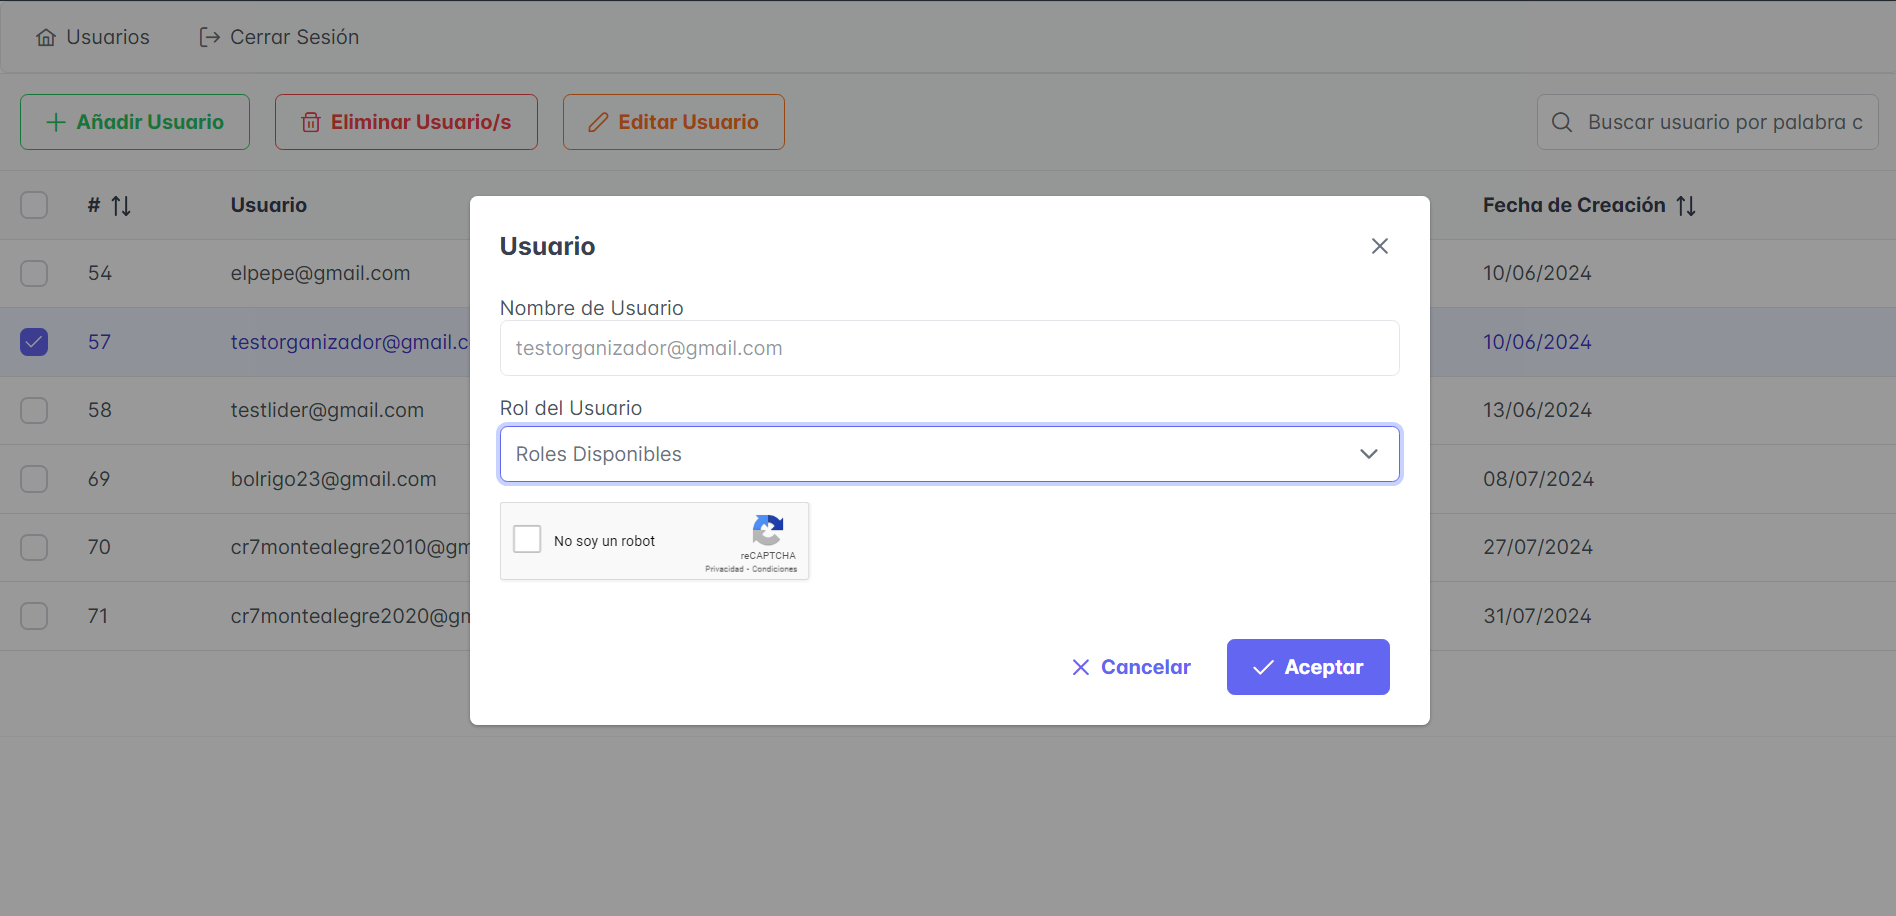 Usuarios Cerrar Sesión
Añadir Usuario Eliminar Usuario/s Editar Usuario Buscar usuario por palabra c
# Usuario Fecha de Creación
54 elpepe@gmail.com 10/06/2024
57 testorganizador@gmail.c 10/06/2024
58 testlider@gmail.com 13/06/2024
69 bolrigo23@gmail.com 08/07/2024
70 cr7montealegre2010@gm 27/07/2024
71 cr7montealegre2020@gm 31/07/2024
Usuario
Nombre de Usuario
testorganizador@gmail.com
Rol del Usuario
Roles Disponibles
No soy un robot
reCAPTCHA
Privacidad - Condiciones
Cancelar Aceptar